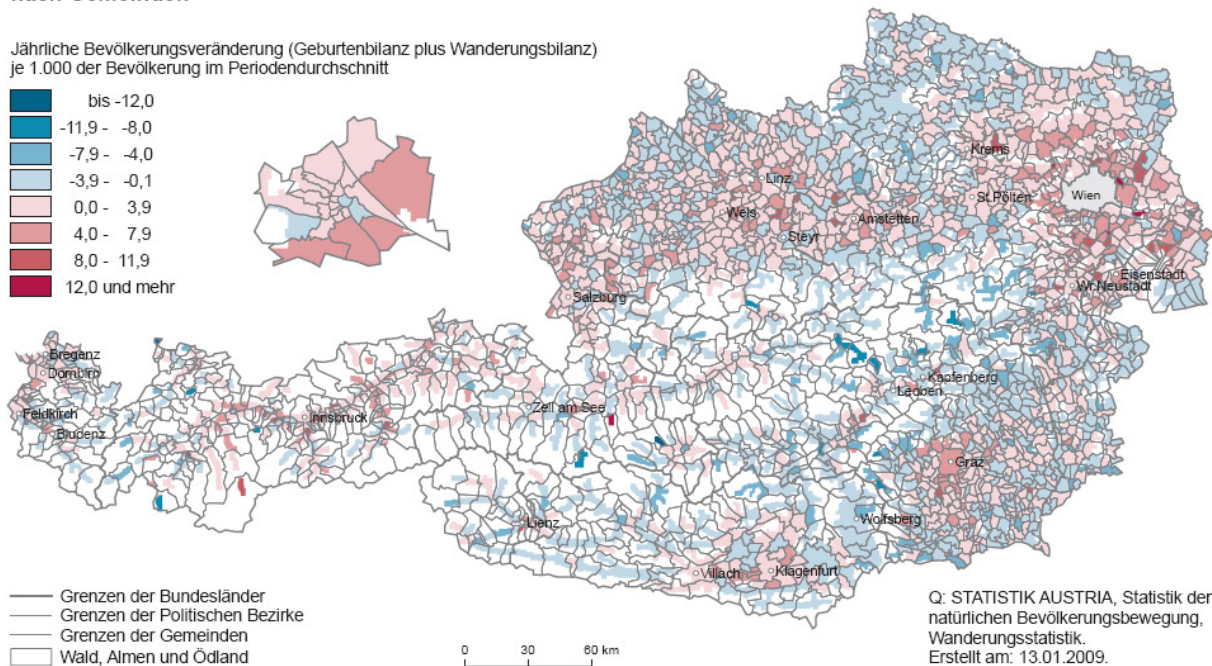 nach Gemeinden
Jährliche Bevölkerungsveränderung (Geburtenbilanz plus Wanderungsbilanz)
je 1.000 der Bevölkerung im Periodendurchschnitt
bis -12,0
-11,9 - -8,0
-7,9 - -4,0
-3,9 - -0,1
0,0 - 3,9
4,0 - 7,9
8,0 - 11,9
12,0 und mehr
Krems
Linz
Wien
St.Pölten
Wels
Amstetten
Steyr
Eisenstadt
Wr.Neustadt
Salzburg
Bregenz
Dornbirn
Kapfenberg
Leoben
Zell am See
Feldkirch
Innsbruck
Bludenz
Graz
Lienz
Wolfsberg
Villach
Klagenfurt
Grenzen der Bundesländer
Grenzen der Politischen Bezirke
Grenzen der Gemeinden
Wald, Almen und Ödland
0 30 60 km
Q: STATISTIK AUSTRIA, Statistik der
natürlichen Bevölkerungsbewegung,
Wanderungsstatistik.
Erstellt am: 13.01.2009.